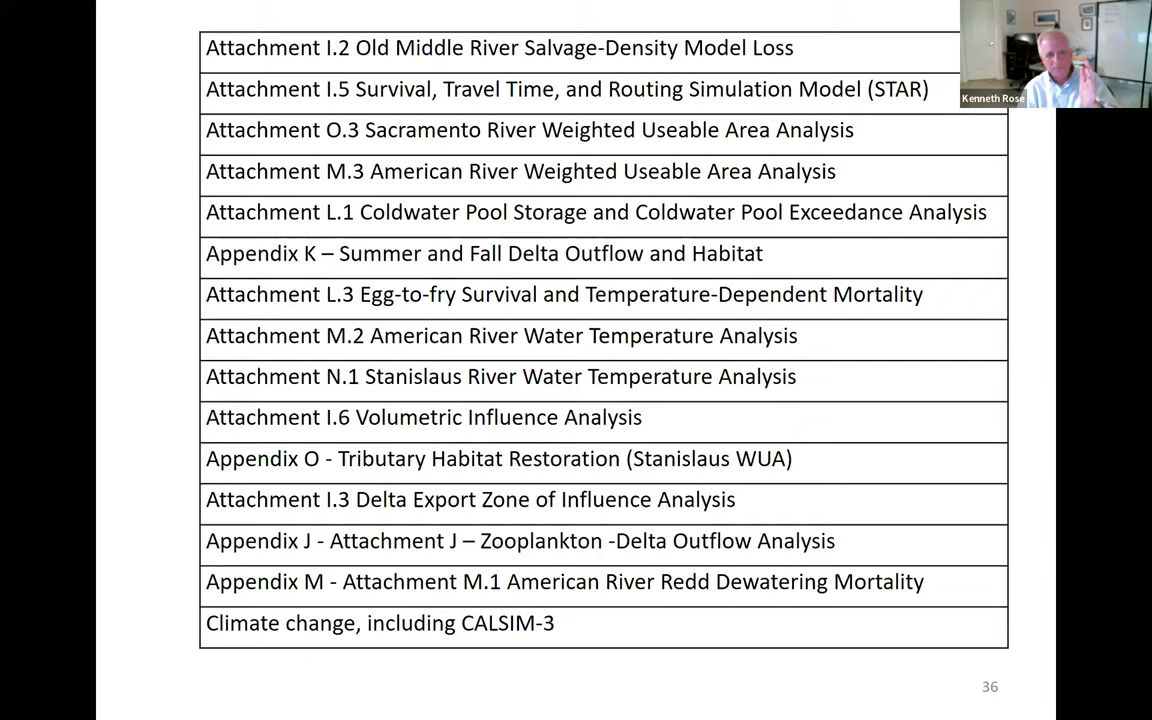 Attachment I.2 Old Middle River Salvage-Density Model Loss
Attachment I.5 Survival, Travel Time, and Routing Simulation Model (STAR)
Kenneth Rose
Attachment O.3 Sacramento River Weighted Useable Area Analysis
Attachment M.3 American River Weighted Useable Area Analysis
Attachment L.1 Coldwater Pool Storage and Coldwater Pool Exceedance Analysis
Appendix K – Summer and Fall Delta Outflow and Habitat
Attachment L.3 Egg-to-fry Survival and Temperature-Dependent Mortality
Attachment M.2 American River Water Temperature Analysis
Attachment N.1 Stanislaus River Water Temperature Analysis
Attachment I.6 Volumetric Influence Analysis
Appendix O - Tributary Habitat Restoration (Stanislaus WUA)
Attachment I.3 Delta Export Zone of Influence Analysis
Appendix J - Attachment J – Zooplankton -Delta Outflow Analysis
Appendix M - Attachment M.1 American River Redd Dewatering Mortality
Climate change, including CALSIM-3
36